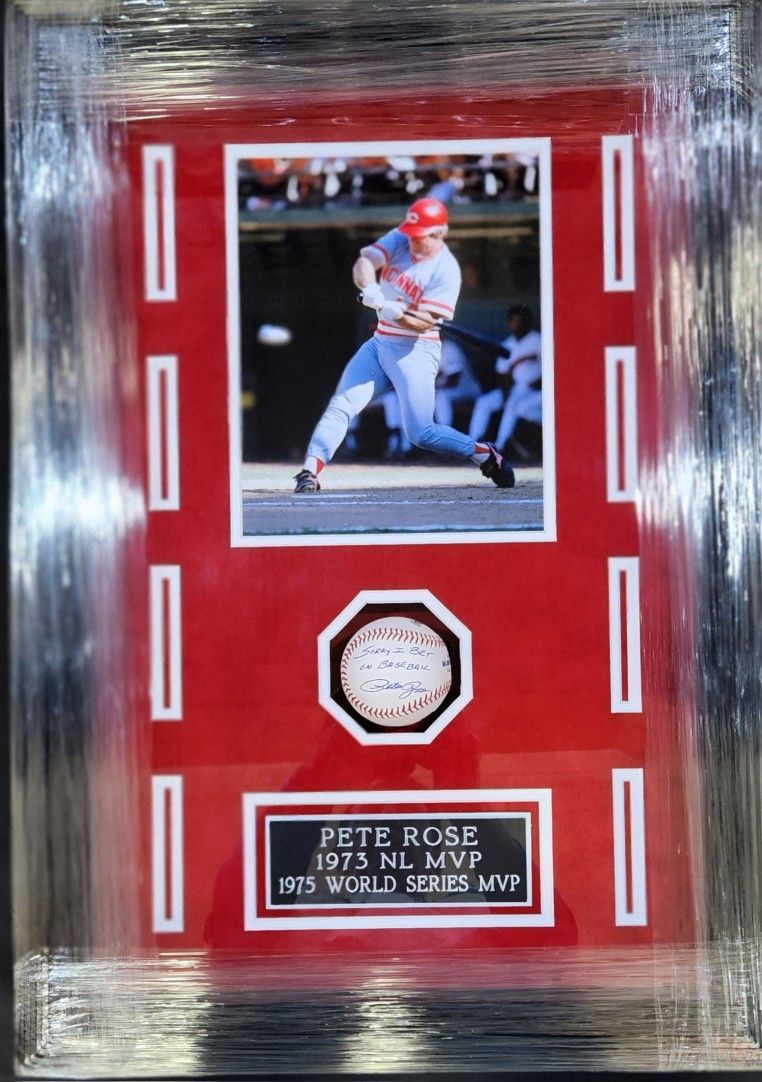 C
CINCINNATI
SORRY I BET
ON BASEBALL
Pete Rose
PETE ROSE
1973 NL MVP
1975 WORLD SERIES MVP